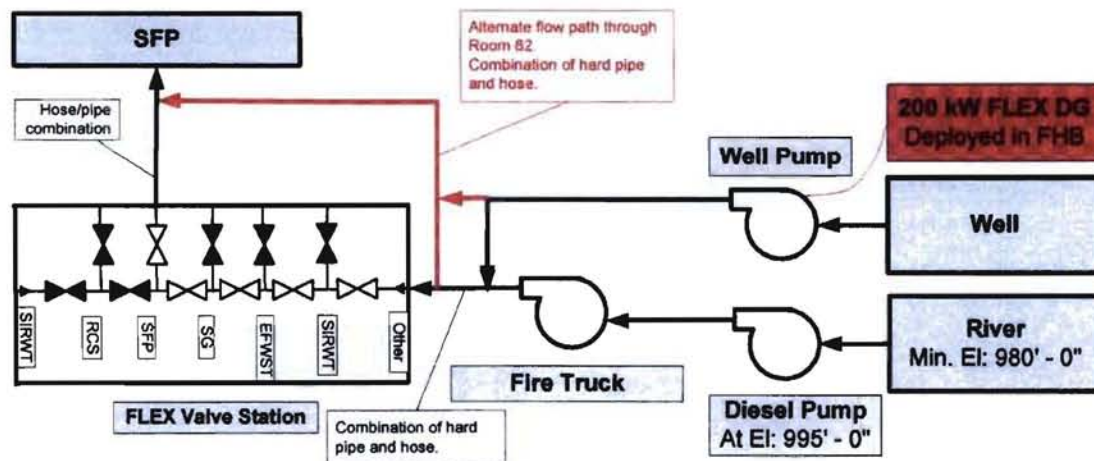 SFP
Alternate flow path through
Room 82
Combination of hard pipe
and hose.
Hose/pipe
combination
200 kW FLEX DG
Deployed in FHB
Well Pump
Well
SIRWT
RCS
SFP
SG
EFWST
SIRWT
Other
River
Min. El: 980' - 0"
Fire Truck
FLEX Valve Station
Combination of hard
pipe and hose.
Diesel Pump
At El: 995' - 0"